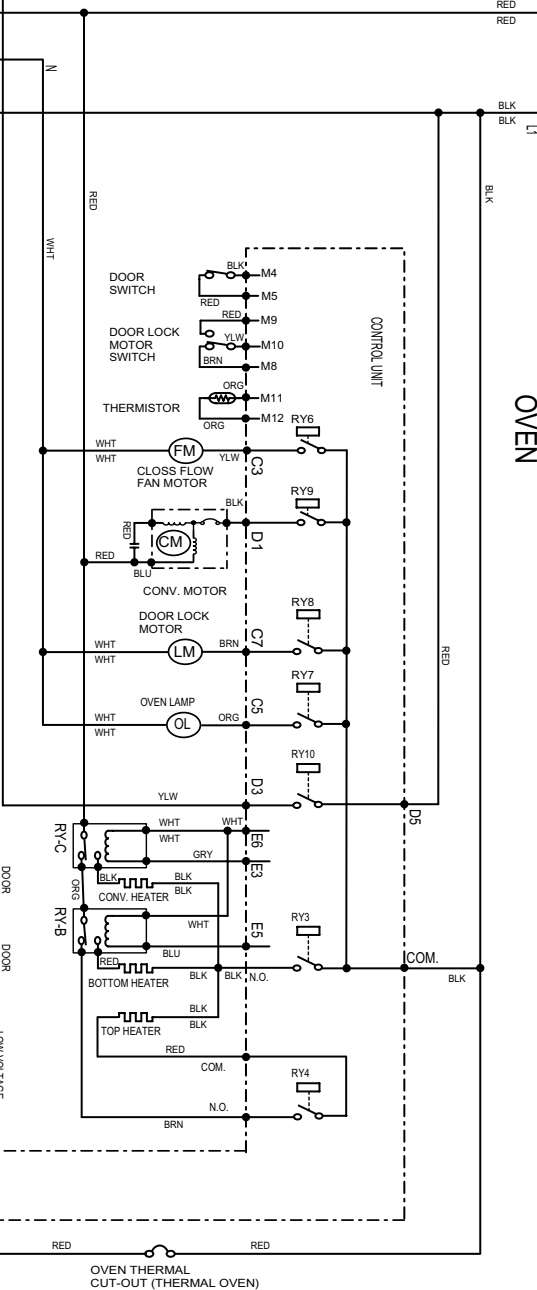 RED
RED
N
BLK
BLK
L1
RED
BLK
WHT
OVEN
CONTROL UNIT
DOOR
SWITCH
BLK
M4
RED
M5
DOOR LOCK
MOTOR
SWITCH
RED
M9
YLW
M10
BRN
M8
THERMISTOR
ORG
M11
ORG
M12
RY6
WHT
WHT
FM
YLW
C3
CLOSS FLOW
FAN MOTOR
RY9
BLK
RED
CM
D1
RED
BLU
CONV. MOTOR
RY8
DOOR LOCK
MOTOR
WHT
WHT
LM
BRN
C7
RED
RY7
OVEN LAMP
WHT
WHT
OL
ORG
C5
RY10
YLW
D3
D5
RY-C
WHT
WHT
WHT
E6
GRY
E3
BLK
BLK
BLK
CONV. HEATER
ORG
RY-B
WHT
E5
RY3
BLU
RED
BLK
BLK
N.O.
COM.
BLK
BOTTOM HEATER
BLK
BLK
TOP HEATER
RED
COM.
RY4
N.O.
BRN
DOOR
DOOR
RED
RED
OVEN THERMAL
CUT-OUT (THERMAL OVEN)